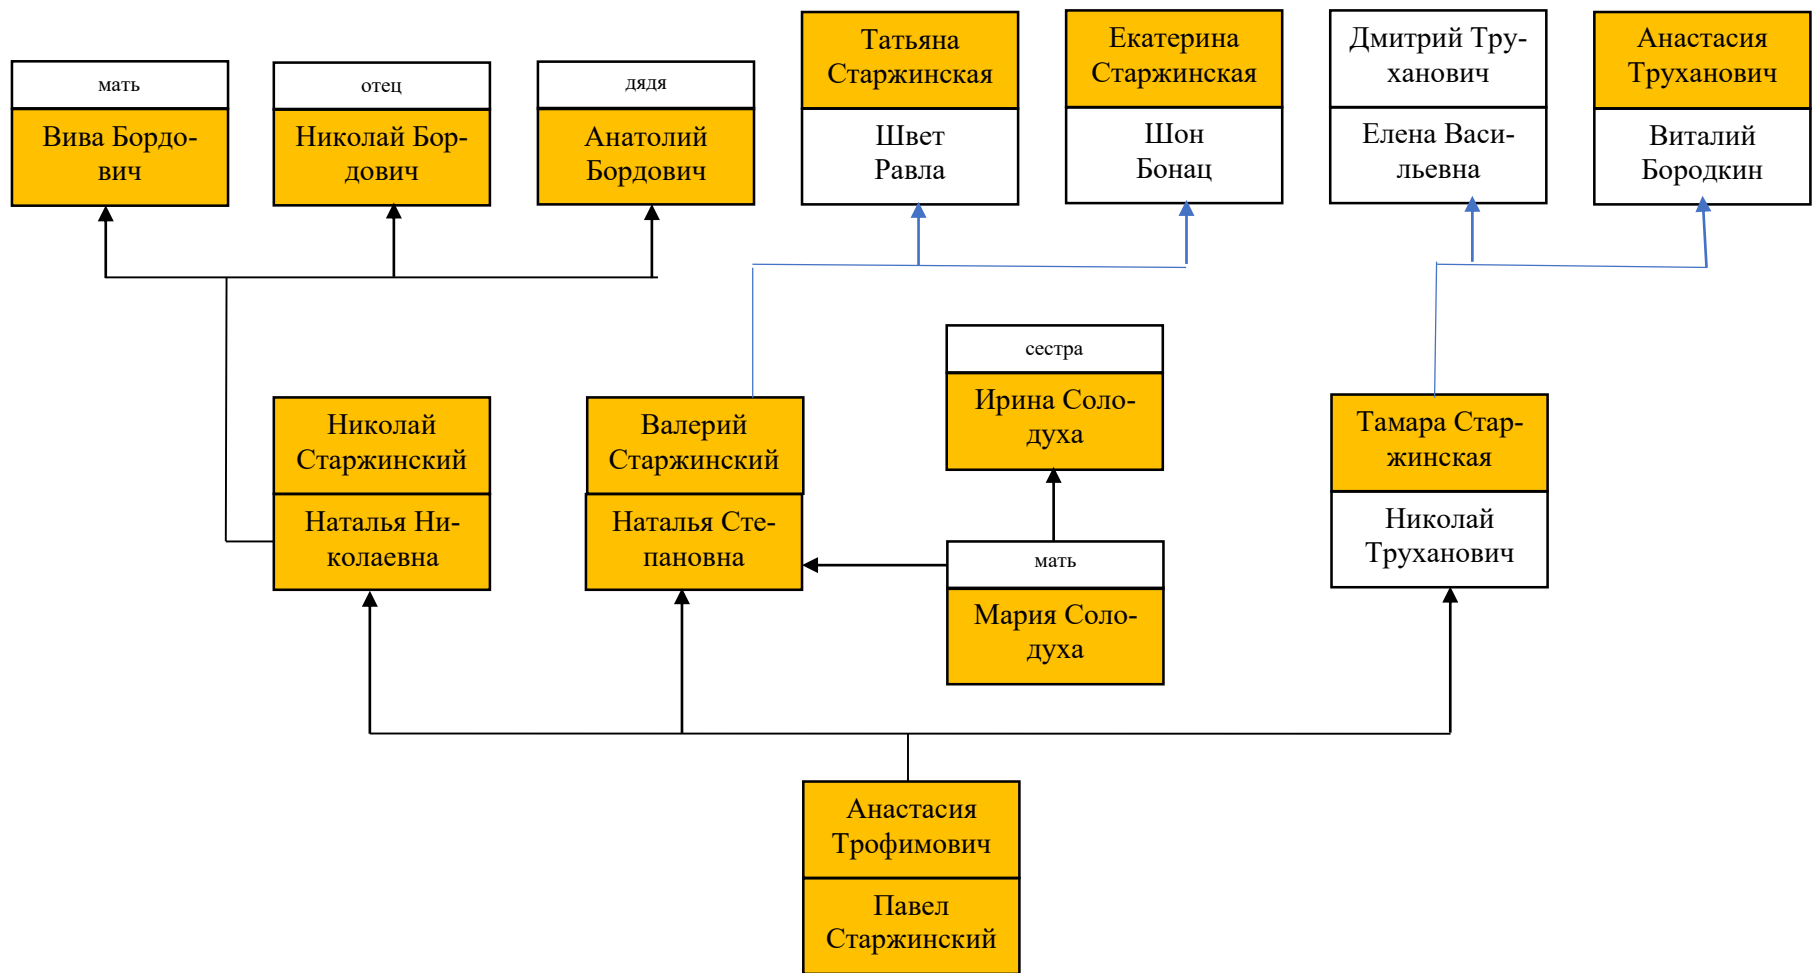 мать
Вива Бордо-
вич
отец
Николай Бор-
дович
дядя
Анатолий
Бордович
Татьяна
Старжинская
Швет
Равла
Екатерина
Старжинская
Шон
Бонац
Дмитрий Тру-
ханович
Елена Васи-
льевна
Анастасия
Труханович
Виталий
Бородкин
Николай
Старжинский
Наталья Ни-
колаевна
Валерий
Старжинский
Наталья Сте-
пановна
сестра
Ирина Соло-
духа
мать
Мария Соло-
духа
Тамара Стар-
жинская
Николай
Труханович
Анастасия
Трофимович
Павел
Старжинский